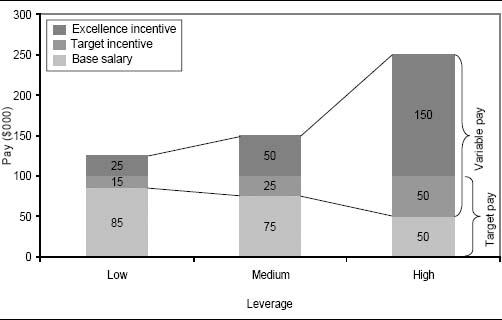 Excellence incentive
Target incentive
Base salary
Pay ($000)
300
250
200
150
100
50
0
25
15
85
50
25
75
150
50
50
Variable pay
Target pay
Low
Medium
High
Leverage